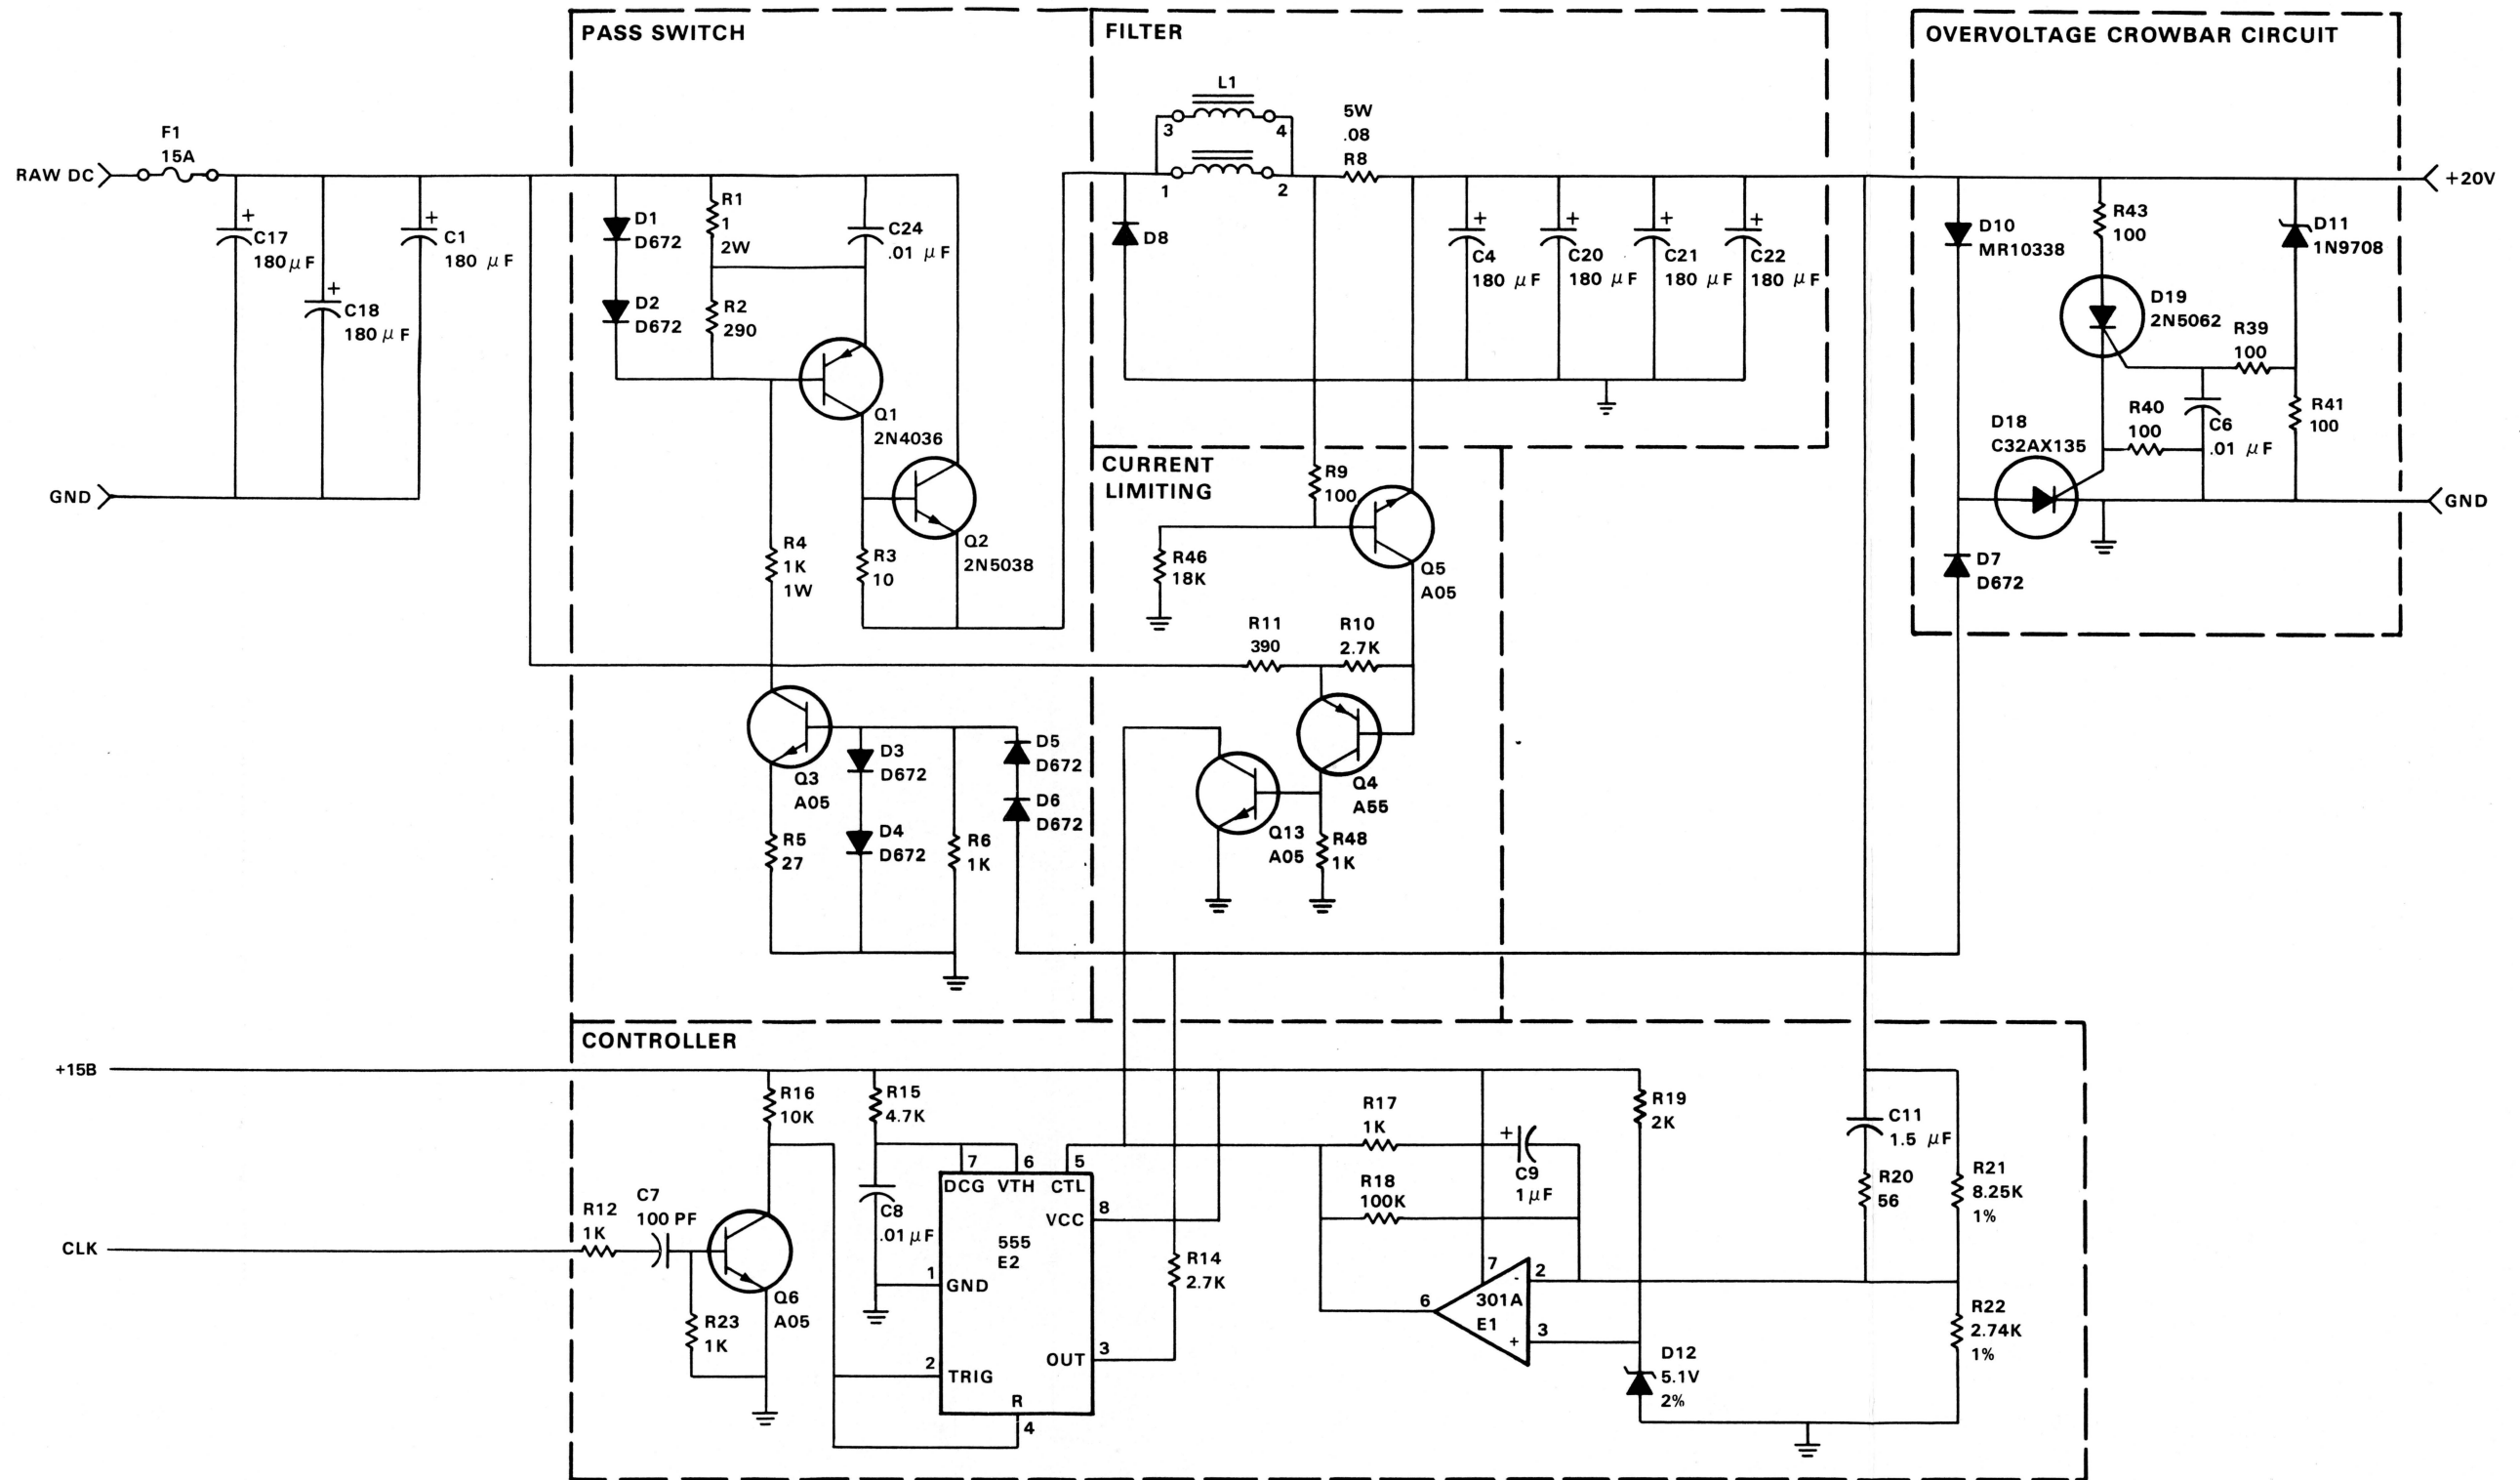 PASS SWITCH
FILTER
OVERVOLTAGE CROWBAR CIRCUIT
RAW DC
F1
15A
C17
180 μF
+
C18
180 μF
+
C1
180 μF
+
GND
D1
D672
D2
D672
R1
1
2W
R2
290
C24
.01 μF
Q1
2N4036
Q2
2N5038
R4
1K
1W
R3
10
Q3
A05
D3
D672
D4
D672
D5
D672
D6
D672
R5
27
R6
1K
L1
3
4
1
2
5W
.08
R8
D8
+
C4
180 μF
+
C20
180 μF
+
C21
180 μF
+
C22
180 μF
CURRENT
LIMITING
R9
100
R46
18K
Q5
A05
R11
390
R10
2.7K
Q4
A55
Q13
A05
R48
1K
+20V
D10
MR10338
R43
100
D11
1N9708
D19
2N5062
R39
100
D18
C32AX135
R40
100
C6
.01 μF
R41
100
GND
D7
D672
CONTROLLER
+15B
R16
10K
R15
4.7K
7
6
5
DCG
VTH
CTL
C8
.01 μF
VCC
8
555
E2
1
GND
2
TRIG
OUT
3
R
4
CLK
R12
1K
C7
100 PF
R23
1K
Q6
A05
R14
2.7K
R17
1K
+
C9
1 μF
R18
100K
R19
2K
7
2
-
301A
E1
6
+
3
D12
5.1V
2%
C11
1.5 μF
R20
56
R21
8.25K
1%
R22
2.74K
1%